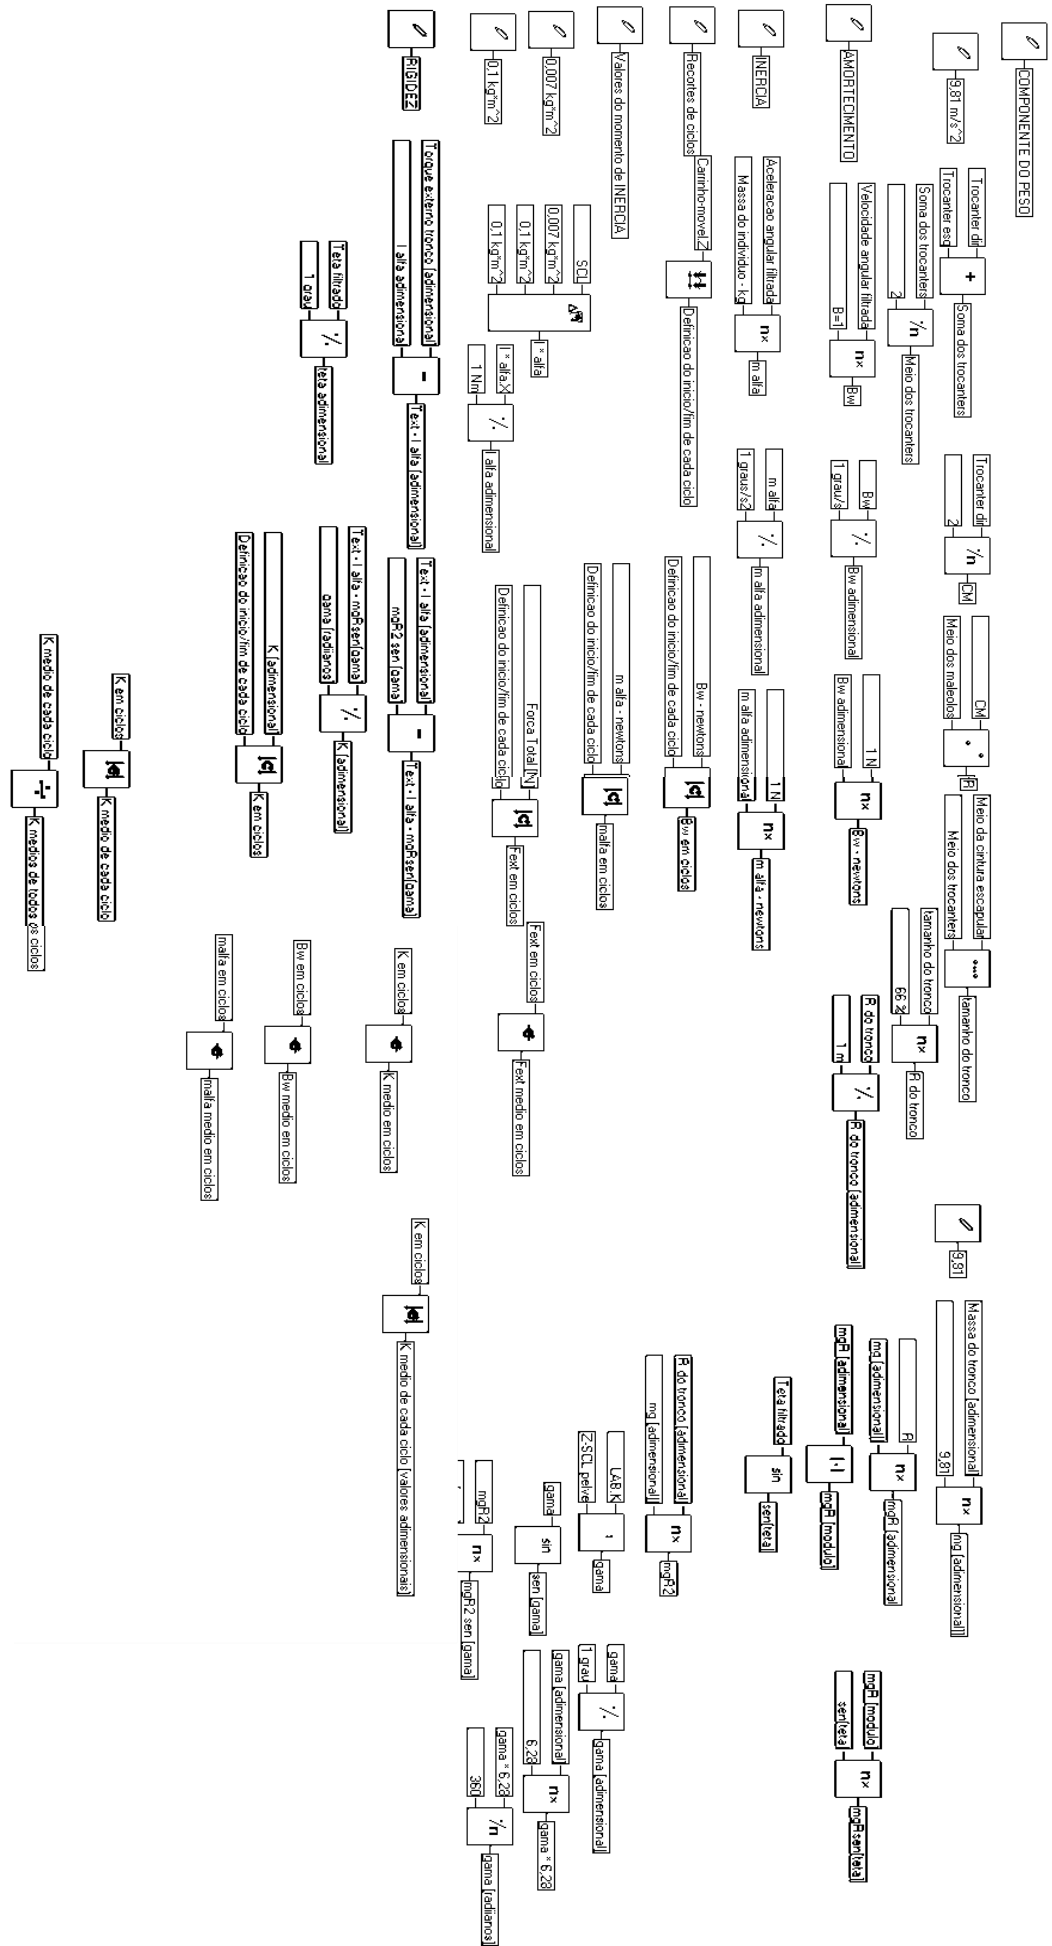 COMPONENTE DO PESO
9,81 m/s^2
Trocanter dir
Trocanter esq
+
Soma dos trocanters
Soma dos trocanters
2
∕n
Meio dos trocanters
Trocanter dir
2
∕n
CM
CM
Meio dos maleolos
R
Meio da cintura escapular
Meio dos trocanters
tamanho do tronco
tamanho do tronco
66 %
n×
R do tronco
R do tronco
1 m
R do tronco [adimensional]
9,81
Massa do tronco [adimensional]
9,81
n×
mg [adimensional]]
R
mg [adimensional]]
n×
mgR [adimensional]
mgR [adimensional]
|·|
mgR [modulo]
Teta filtrado
sin
sen[teta]
mgR [modulo]
sen[teta]
n×
mgRsen[teta]
AMORTECIMENTO
Velocidade angular filtrada
B=1
n×
Bw
Bw
1 grau/s
Bw adimensional
1 N
Bw adimensional
n×
Bw - newtons
INERCIA
Aceleracao angular filtrada
Massa do individuo - kg
n×
m alfa
m alfa
1 graus/s2
m alfa adimensional
1 N
m alfa adimensional
n×
m alfa - newtons
Recortes de ciclos
Carrinho-movel.Z
Definicao do inicio/fim de cada ciclo
Bw - newtons
Definicao do inicio/fim de cada ciclo
Bw em ciclos
R do tronco [adimensional]
mg [adimensional]]
n×
mgR2
Valores do momento de INERCIA
m alfa - newtons
Definicao do inicio/fim de cada ciclo
malfa em ciclos
LAB.K
Z-SCL pelve
gama
gama
1 grau
gama [adimensional]
0,007 kg*m^2
SCL
0,007 kg*m^2
0,1 kg*m^2
0,1 kg*m^2
I * alfa
Forca Total [N]
Definicao do inicio/fim de cada ciclo
Fext em ciclos
Fext em ciclos
Fext medio em ciclos
gama
sin
sen [gama]
gama [adimensional]
6,28
n×
gama * 6,28
0,1 kg*m^2
I * alfa.X
1 Nm
I alfa adimensional
mgR2
n×
mgR2 sen [gama]
gama * 6,28
360
∕n
gama [radiianos]
RIGIDEZ
Torque externo tronco [adimensional]
I alfa adimensional
-
Text - I alfa [adimensional]
Text - I alfa [adimensional]
mgR2 sen [gama]
-
Text - I alfa - mgRsen[gama]
K em ciclos
K medio em ciclos
K em ciclos
K medio de cada ciclo [valores adimensionais]
Teta filtrado
1 grau
teta adimensional
Text - I alfa - mgRsen[gama]
gama [radiianos]
K [adimensional]
K [adimensional]
Definicao do inicio/fim de cada ciclo
K em ciclos
Bw em ciclos
Bw medio em ciclos
malfa em ciclos
malfa medio em ciclos
K em ciclos
K medio de cada ciclo
K medio de cada ciclo
K medios de todos os ciclos